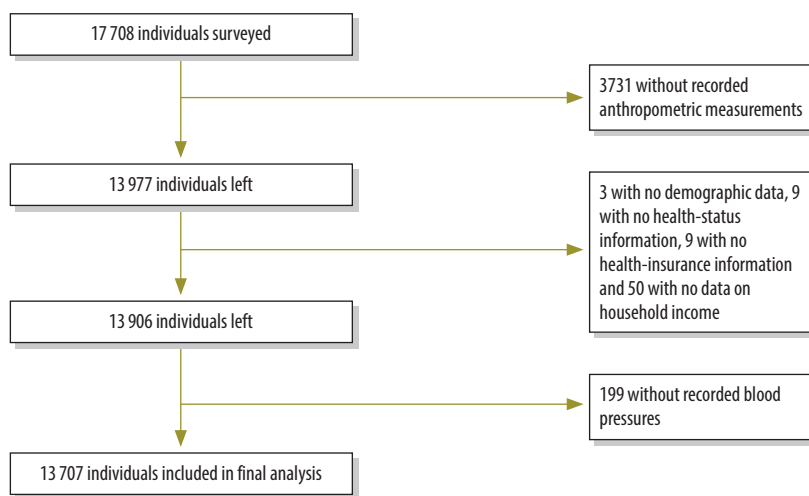 17 708 individuals surveyed
3731 without recorded
anthropometric measurements
13 977 individuals left
3 with no demographic data, 9
with no health-status
information, 9 with no
health-insurance information
and 50 with no data on
household income
13 906 individuals left
199 without recorded blood
pressures
13 707 individuals included in final analysis